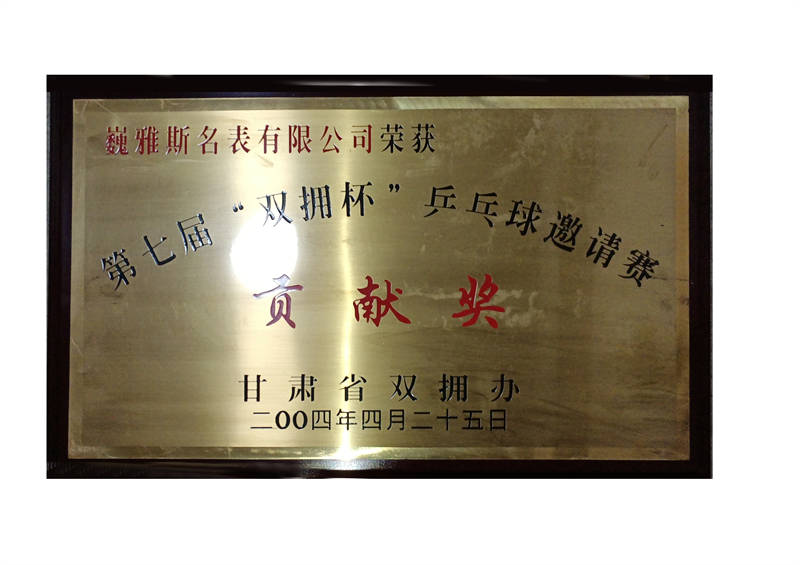 巍雅斯名表有限公司荣获
第七届“双拥杯”乒乓球邀请赛
贡献奖
甘肃省双拥办
二00四年四月二十五日